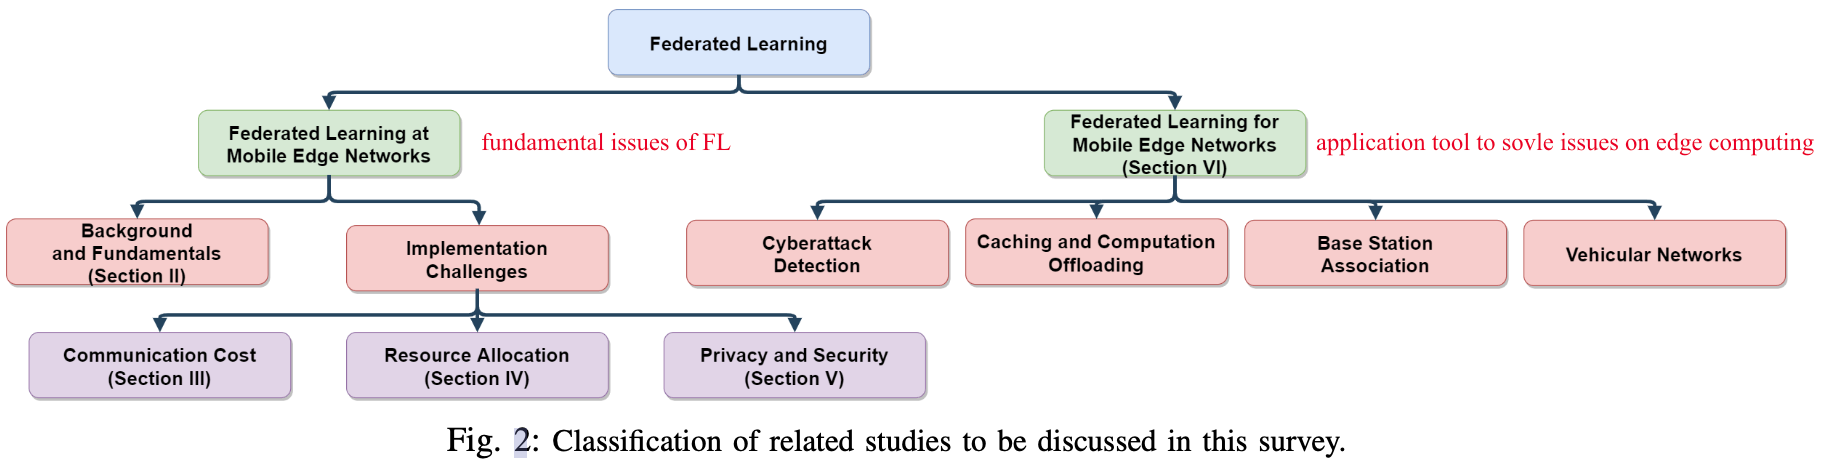 Federated Learning
Federated Learning at
Mobile Edge Networks
fundamental issues of FL
Federated Learning for
Mobile Edge Networks
(Section VI)
application tool to sovle issues on edge computing
Background
and Fundamentals
(Section II)
Implementation
Challenges
Cyberattack
Detection
Caching and Computation
Offloading
Base Station
Association
Vehicular Networks
Communication Cost
(Section III)
Resource Allocation
(Section IV)
Privacy and Security
(Section V)
Fig. 2: Classification of related studies to be discussed in this survey.